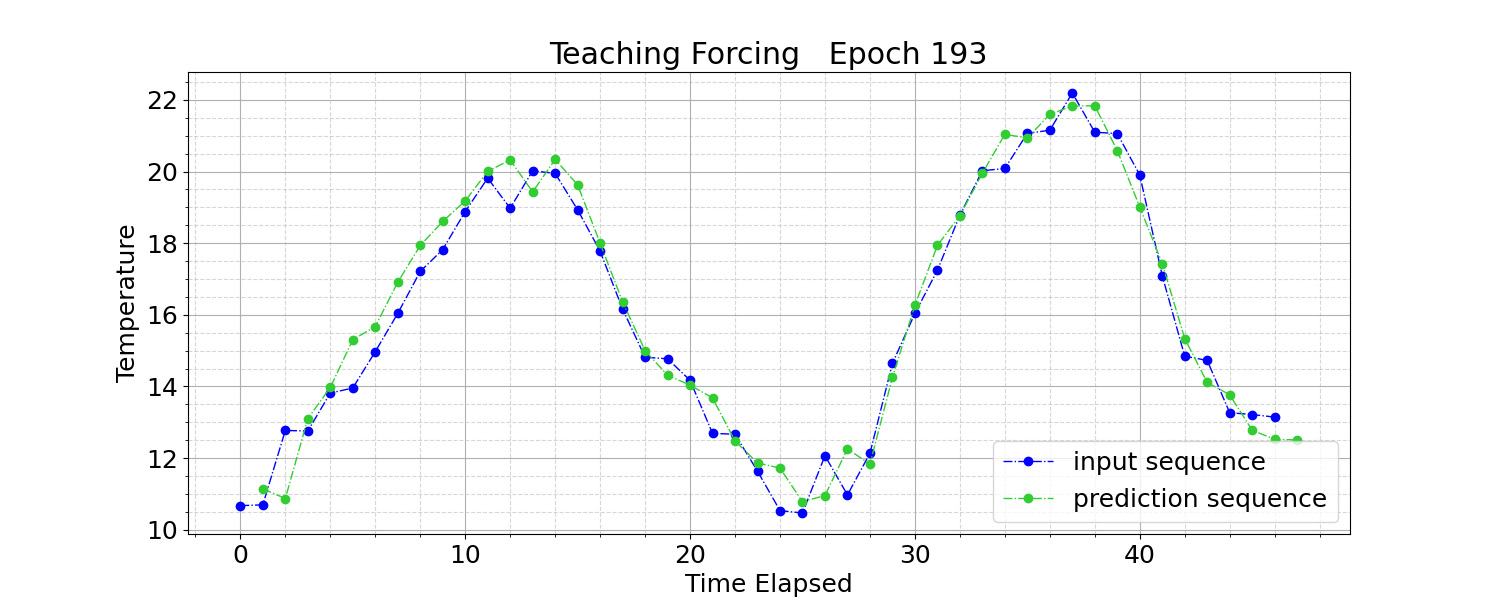 Teaching Forcing   Epoch 193
Temperature
22
20
18
16
14
12
10
input sequence
prediction sequence
0 10 20 30 40
Time Elapsed